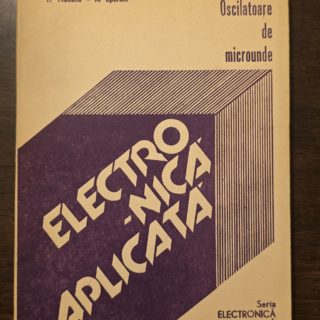 Oscilatoare
de
microunde
ELECTRO
-NICĂ
APLICATĂ
Seria
ELECTRONICĂ